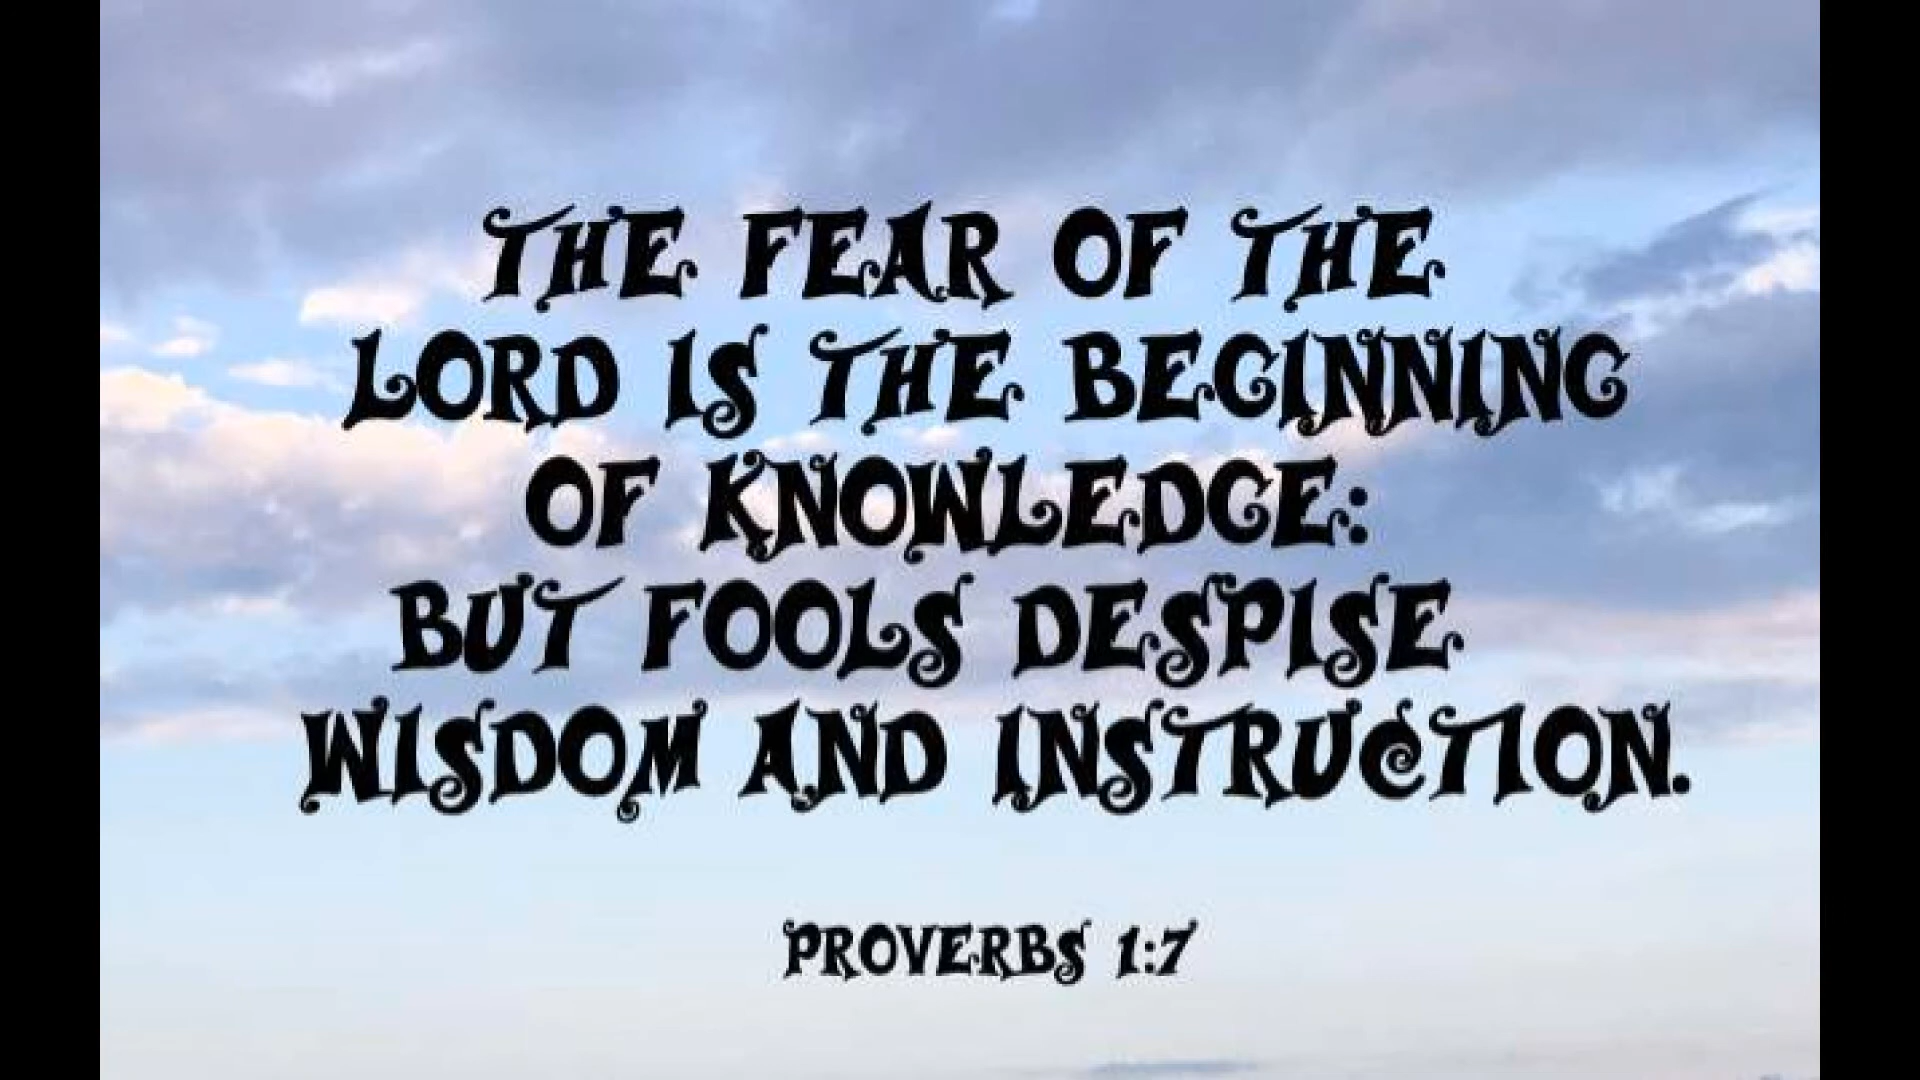 THE FEAR OF THE
LORD IS THE BEGINNING
OF KNOWLEDGE:
BUT FOOLS DESPISE
WISDOM AND INSTRUCTION.
PROVERBS 1:7